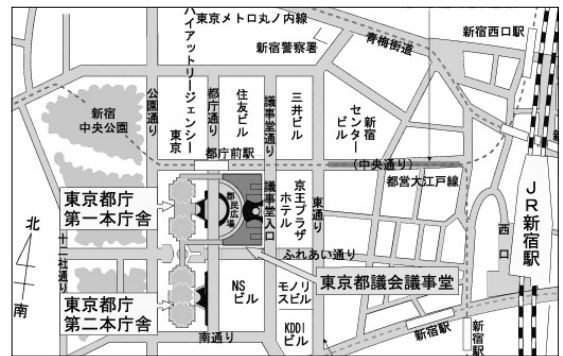 東京メトロ丸ノ内線
新宿西口駅
新宿警察署
青梅街道
ハイアットリージェンシー
東京
公園通り
都庁通り
住友ビル
議事堂通り
三井ビル
新宿
センター
ビル
新宿
中央公園
都庁前駅
(中央通り)
都営大江戸線
JR新宿駅
東京都庁
第一本庁舎
都民広場
議事堂入口
京王プラザ
ホテル
東通り
西口
北
南
十二社通り
ふれあい通り
東京都議会議事堂
東京都庁
第二本庁舎
NS
ビル
モノリ
スビル
KDDI
ビル
南通り
新宿駅
新宿駅